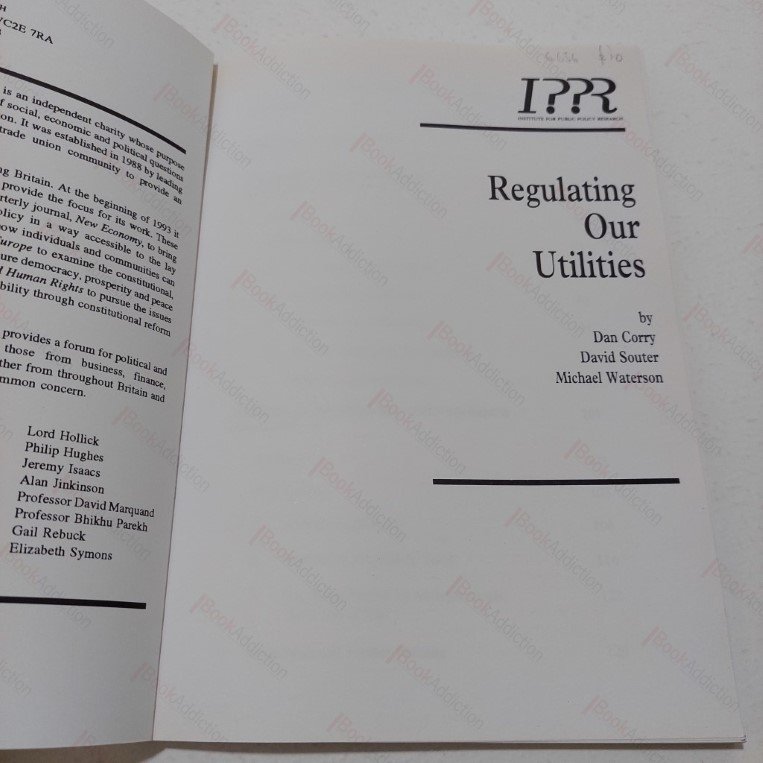 H
VC2E 7RA
is an independent charity whose purpose
f social, economic and political questions
on. It was established in 1988 by leading
trade union community to provide an
ng Britain. At the beginning of 1993 it
provide the focus for its work. These
rterly journal, New Economy, to bring
olicy in a way accessible to the lay
ow individuals and communities can
Europe to examine the constitutional,
ure democracy, prosperity and peace
d Human Rights to pursue the issues
bility through constitutional reform
provides a forum for political and
those from business, finance,
ther from throughout Britain and
mmon concern.
Lord Hollick
Philip Hughes
Jeremy Isaacs
Alan Jinkinson
Professor David Marquand
Professor Bhikhu Parekh
Gail Rebuck
Elizabeth Symons
£10
I??R
INSTITUTE FOR PUBLIC POLICY RESEARCH
Regulating
Our
Utilities
by
Dan Corry
David Souter
Michael Waterson
BookAddiction